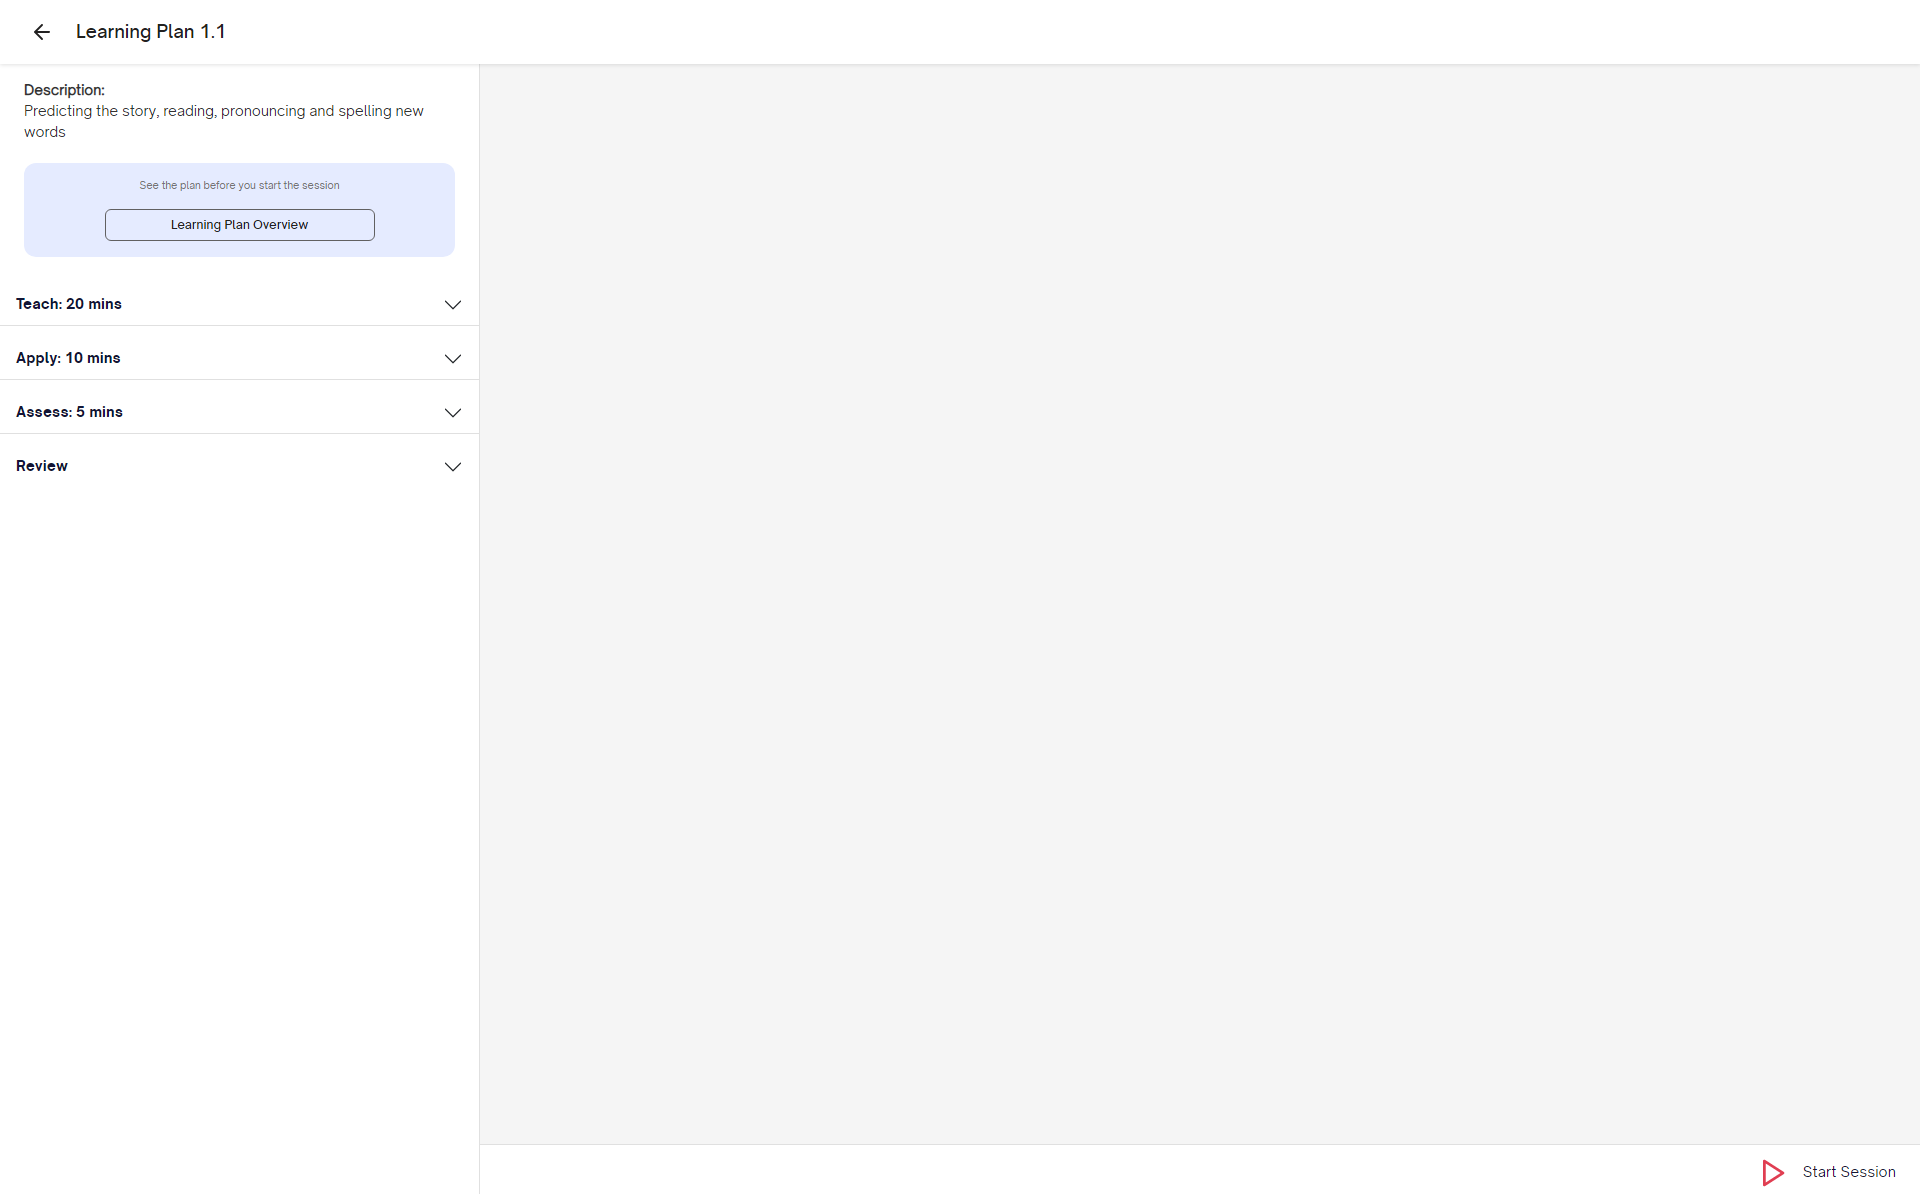 Learning Plan 1.1
Description:
Predicting the story, reading, pronouncing and spelling new
words
See the plan before you start the session
Learning Plan Overview
Teach: 20 mins
Apply: 10 mins
Assess: 5 mins
Review
Start Session